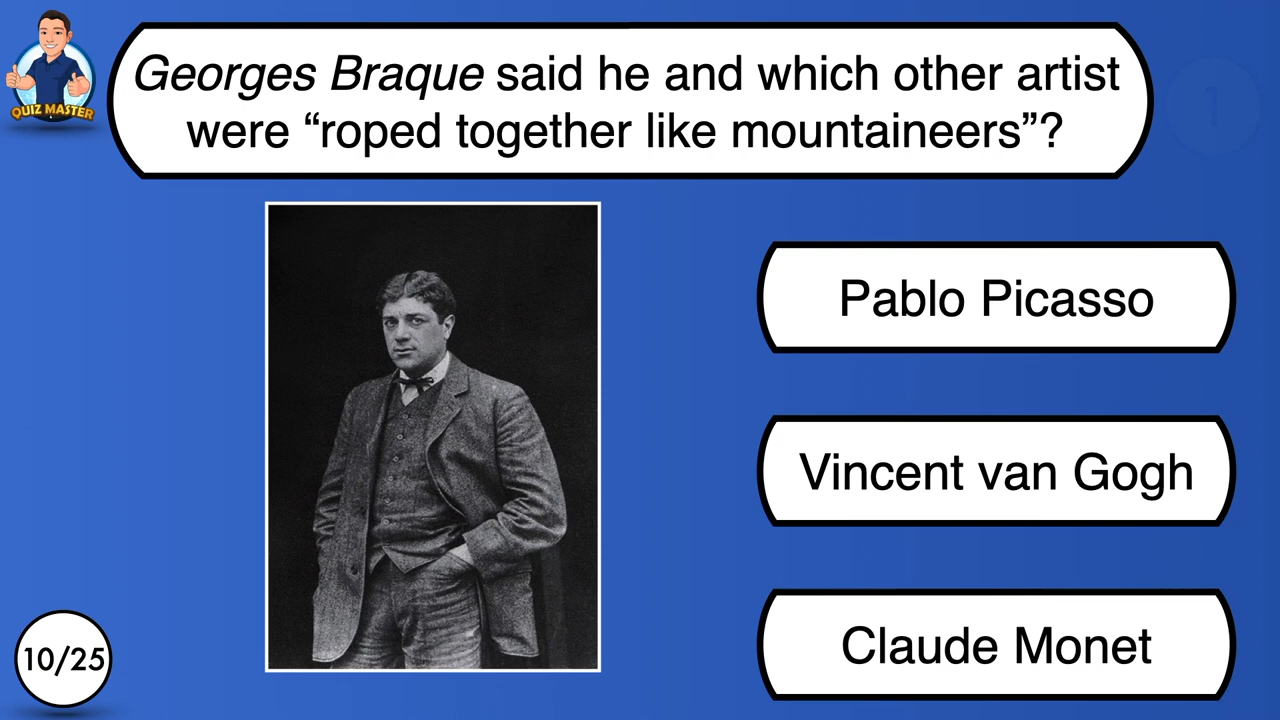 QUIZ MASTER
Georges Braque said he and which other artist
were “roped together like mountaineers”?
1
Pablo Picasso
Vincent van Gogh
Claude Monet
10/25